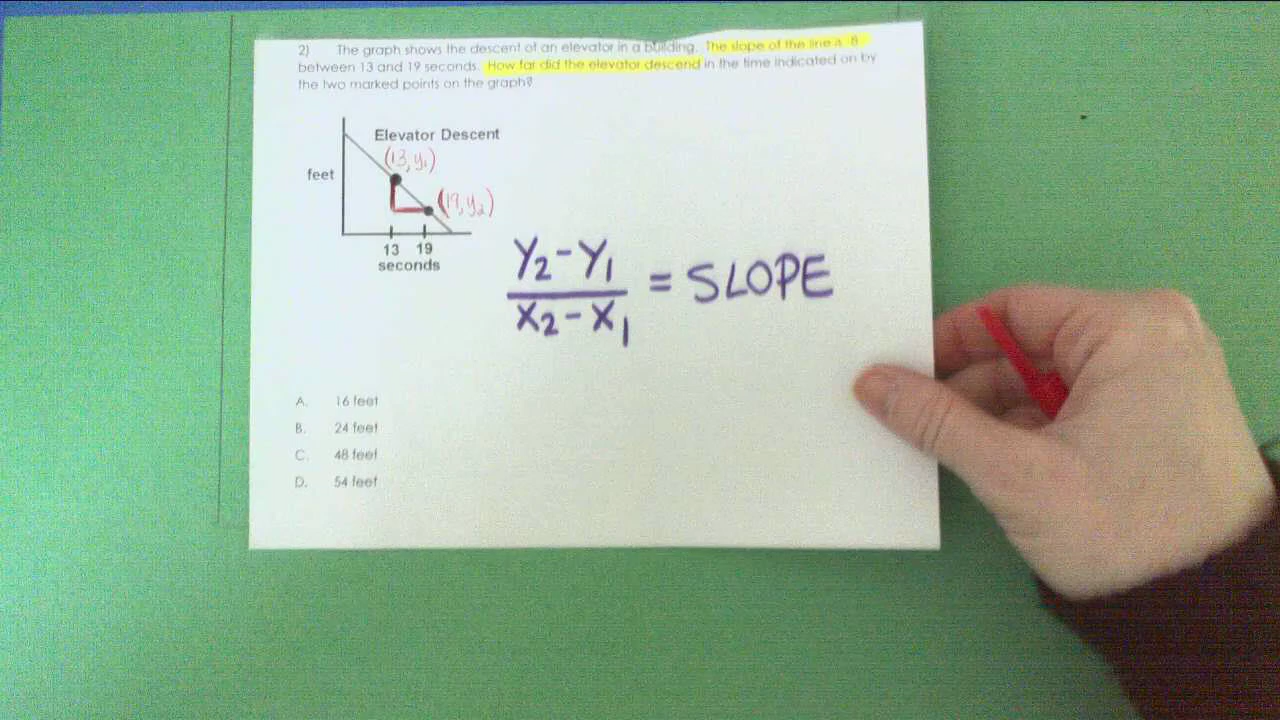 2) The graph shows the descent of an elevator in a building. The slope of the line is -8
between 13 and 19 seconds. How far did the elevator descend in the time indicated on by
the two marked points on the graph?
Elevator Descent
(13, y1)
feet
(19, y2)
13 19
seconds
Y2 - Y1
X2 - X1
= SLOPE
A. 16 feet
B. 24 feet
C. 48 feet
D. 54 feet